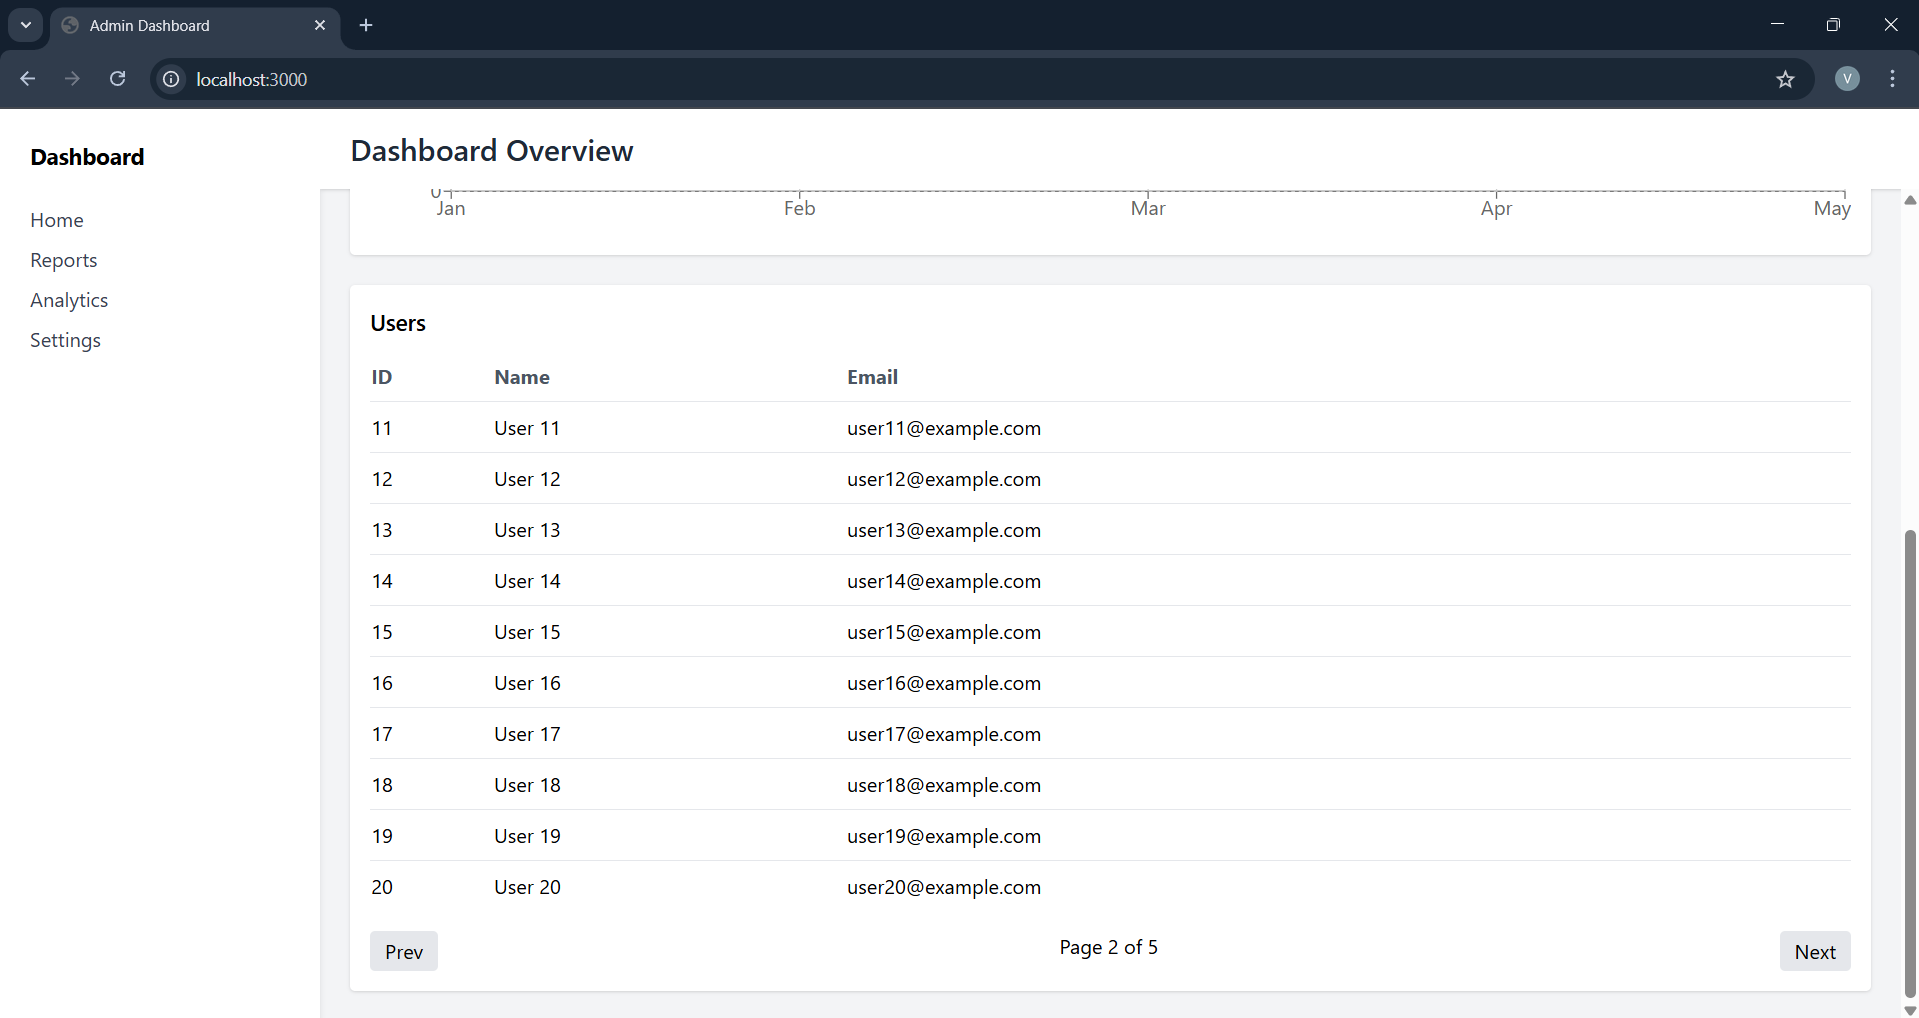 Admin Dashboard
localhost:3000
V
Dashboard
Home
Reports
Analytics
Settings
Dashboard Overview
0
Jan Feb Mar Apr May
Users
ID Name Email
11 User 11 user11@example.com
12 User 12 user12@example.com
13 User 13 user13@example.com
14 User 14 user14@example.com
15 User 15 user15@example.com
16 User 16 user16@example.com
17 User 17 user17@example.com
18 User 18 user18@example.com
19 User 19 user19@example.com
20 User 20 user20@example.com
Prev Page 2 of 5 Next